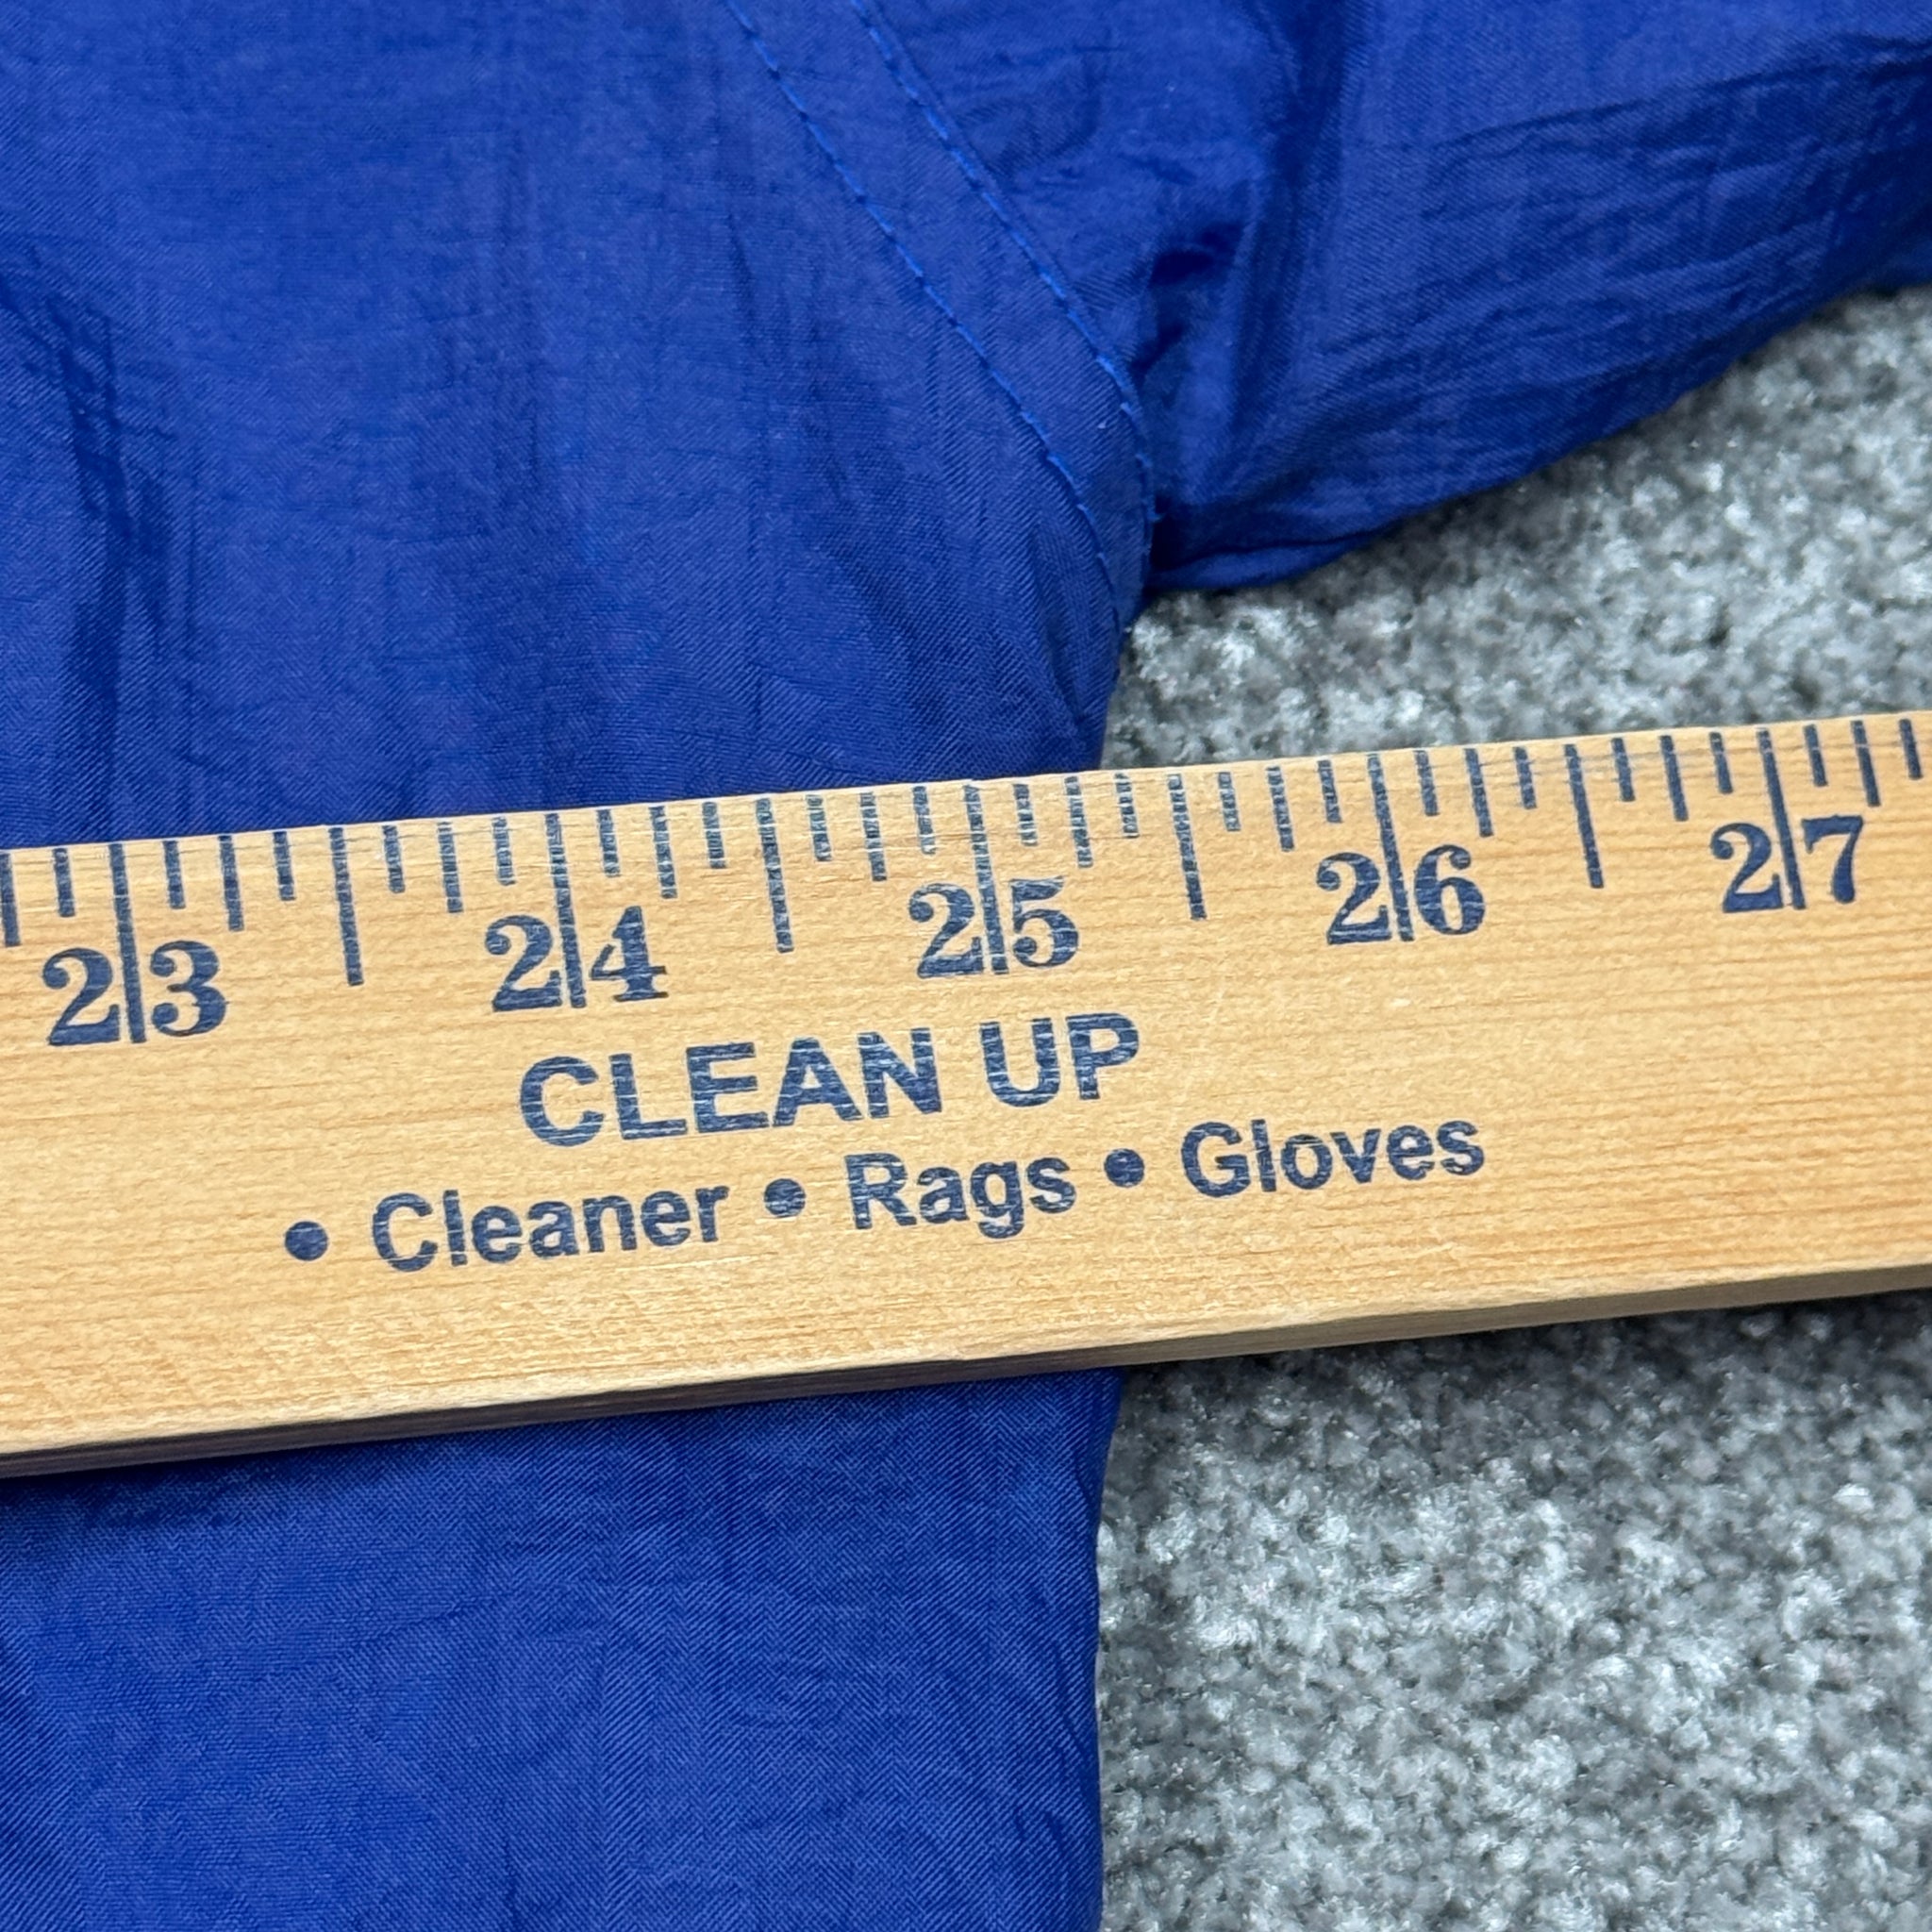 23 24 25 26 27
CLEAN UP
• Cleaner • Rags • Gloves